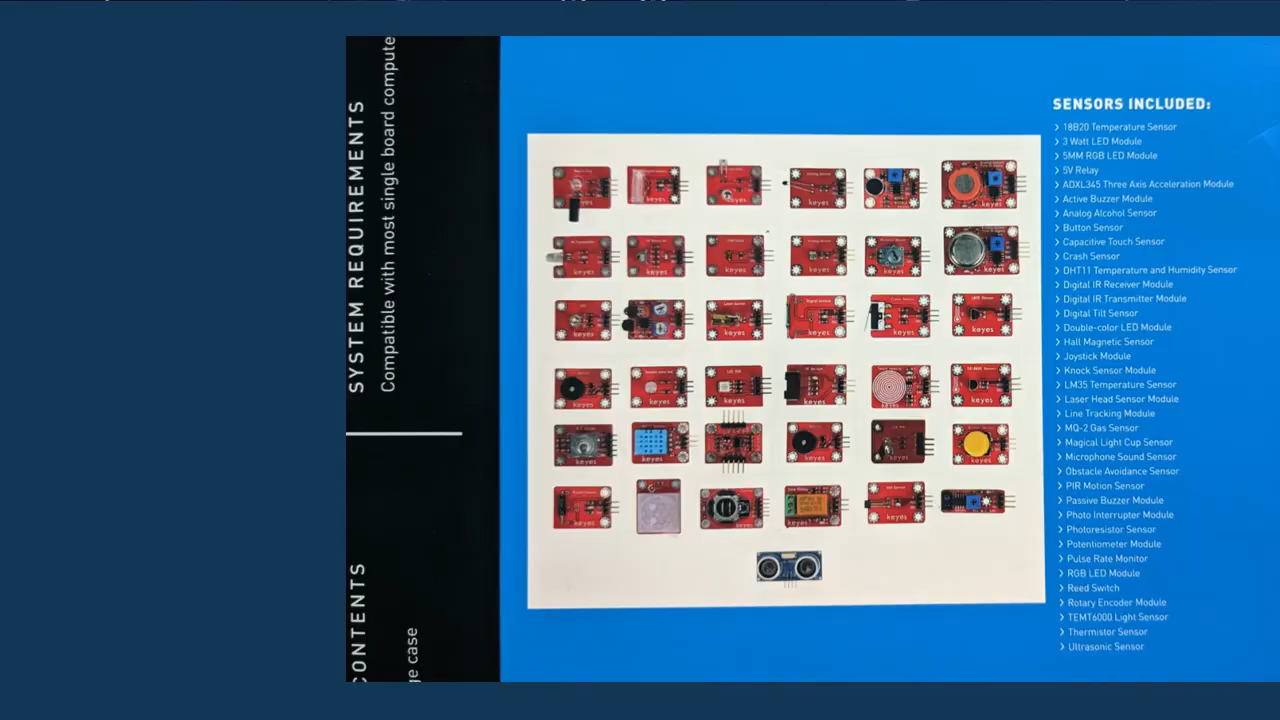 SYSTEM REQUIREMENTS
Compatible with most single board compute
CONTENTS
ge case
SENSORS INCLUDED:
> 18B20 Temperature Sensor
> 3 Watt LED Module
> 5MM RGB LED Module
> 5V Relay
> ADXL345 Three Axis Acceleration Module
> Active Buzzer Module
> Analog Alcohol Sensor
> Button Sensor
> Capacitive Touch Sensor
> Crash Sensor
> DHT11 Temperature and Humidity Sensor
> Digital IR Receiver Module
> Digital IR Transmitter Module
> Digital Tilt Sensor
> Double-color LED Module
> Hall Magnetic Sensor
> Joystick Module
> Knock Sensor Module
> LM35 Temperature Sensor
> Laser Head Sensor Module
> Line Tracking Module
> MQ-2 Gas Sensor
> Magical Light Cup Sensor
> Microphone Sound Sensor
> Obstacle Avoidance Sensor
> PIR Motion Sensor
> Passive Buzzer Module
> Photo Interrupter Module
> Photoresistor Sensor
> Potentiometer Module
> Pulse Rate Monitor
> RGB LED Module
> Reed Switch
> Rotary Encoder Module
> TEMT6000 Light Sensor
> Thermistor Sensor
> Ultrasonic Sensor